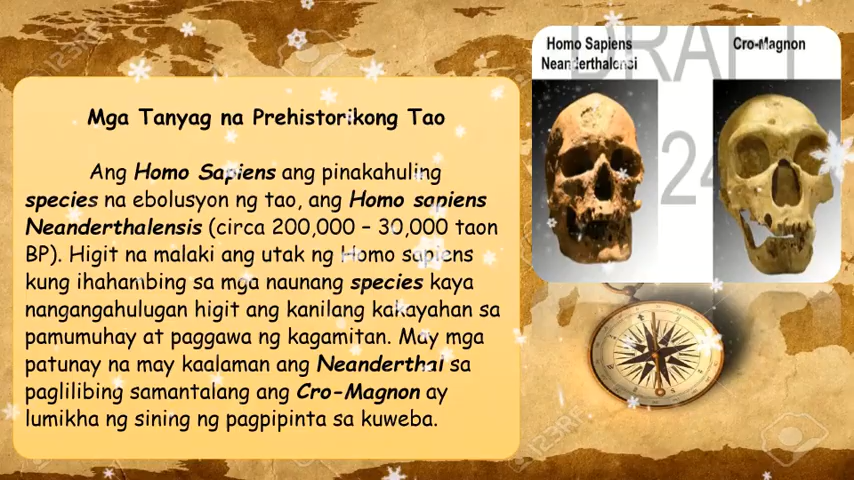 Mga Tanyag na Prehistorikong Tao
Ang Homo Sapiens ang pinakahuling
species na ebolusyon ng tao, ang Homo sapiens
Neanderthalensis (circa 200,000 – 30,000 taon
BP). Higit na malaki ang utak ng Homo sapiens
kung ihahambing sa mga naunang species kaya
nangangahulugan higit ang kanilang kakayahan sa
pamumuhay at paggawa ng kagamitan. May mga
patunay na may kaalaman ang Neanderthal sa
paglilibing samantalang ang Cro-Magnon ay
lumikha ng sining ng pagpipinta sa kuweba.
Homo Sapiens
Neanderthalensi
Cro-Magnon
DRAFT
24
123RF